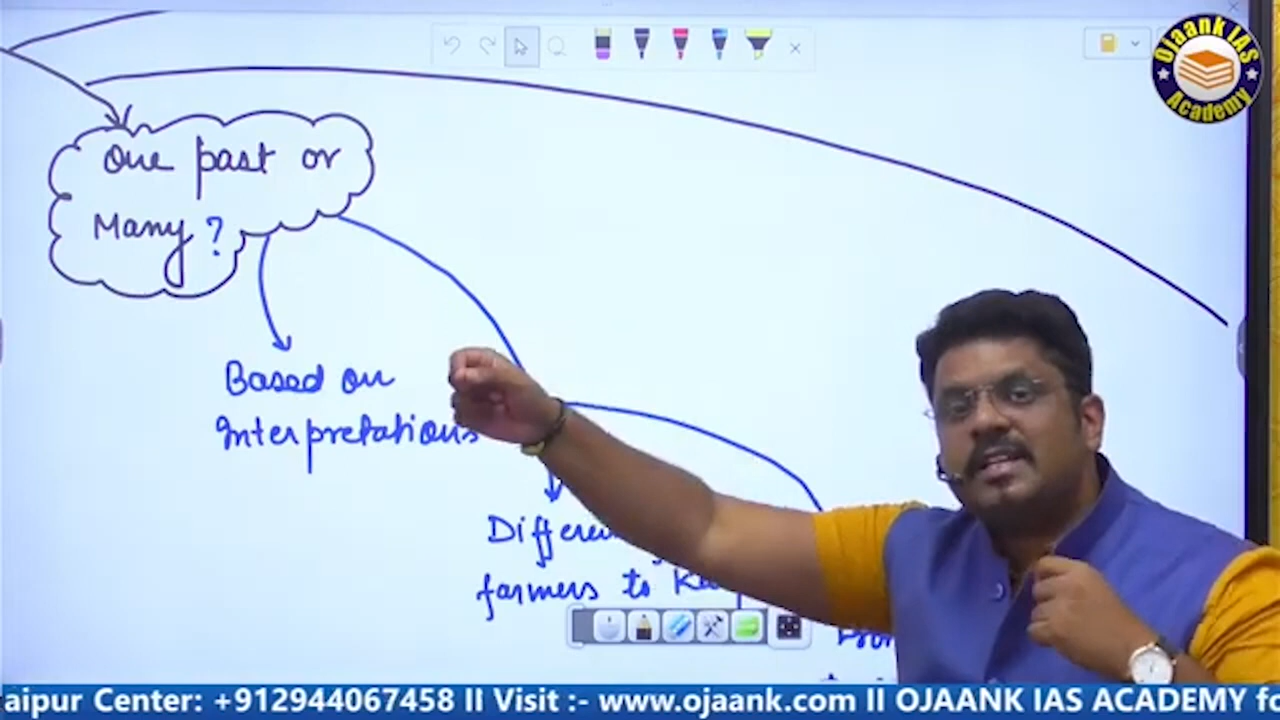 Ojaank IAS
Academy
One past or
Many?
Based on
Interpretations
farmers to
aipur Center: +912944067458 II Visit :- www.ojaank.com II OJAANK IAS ACADEMY fo